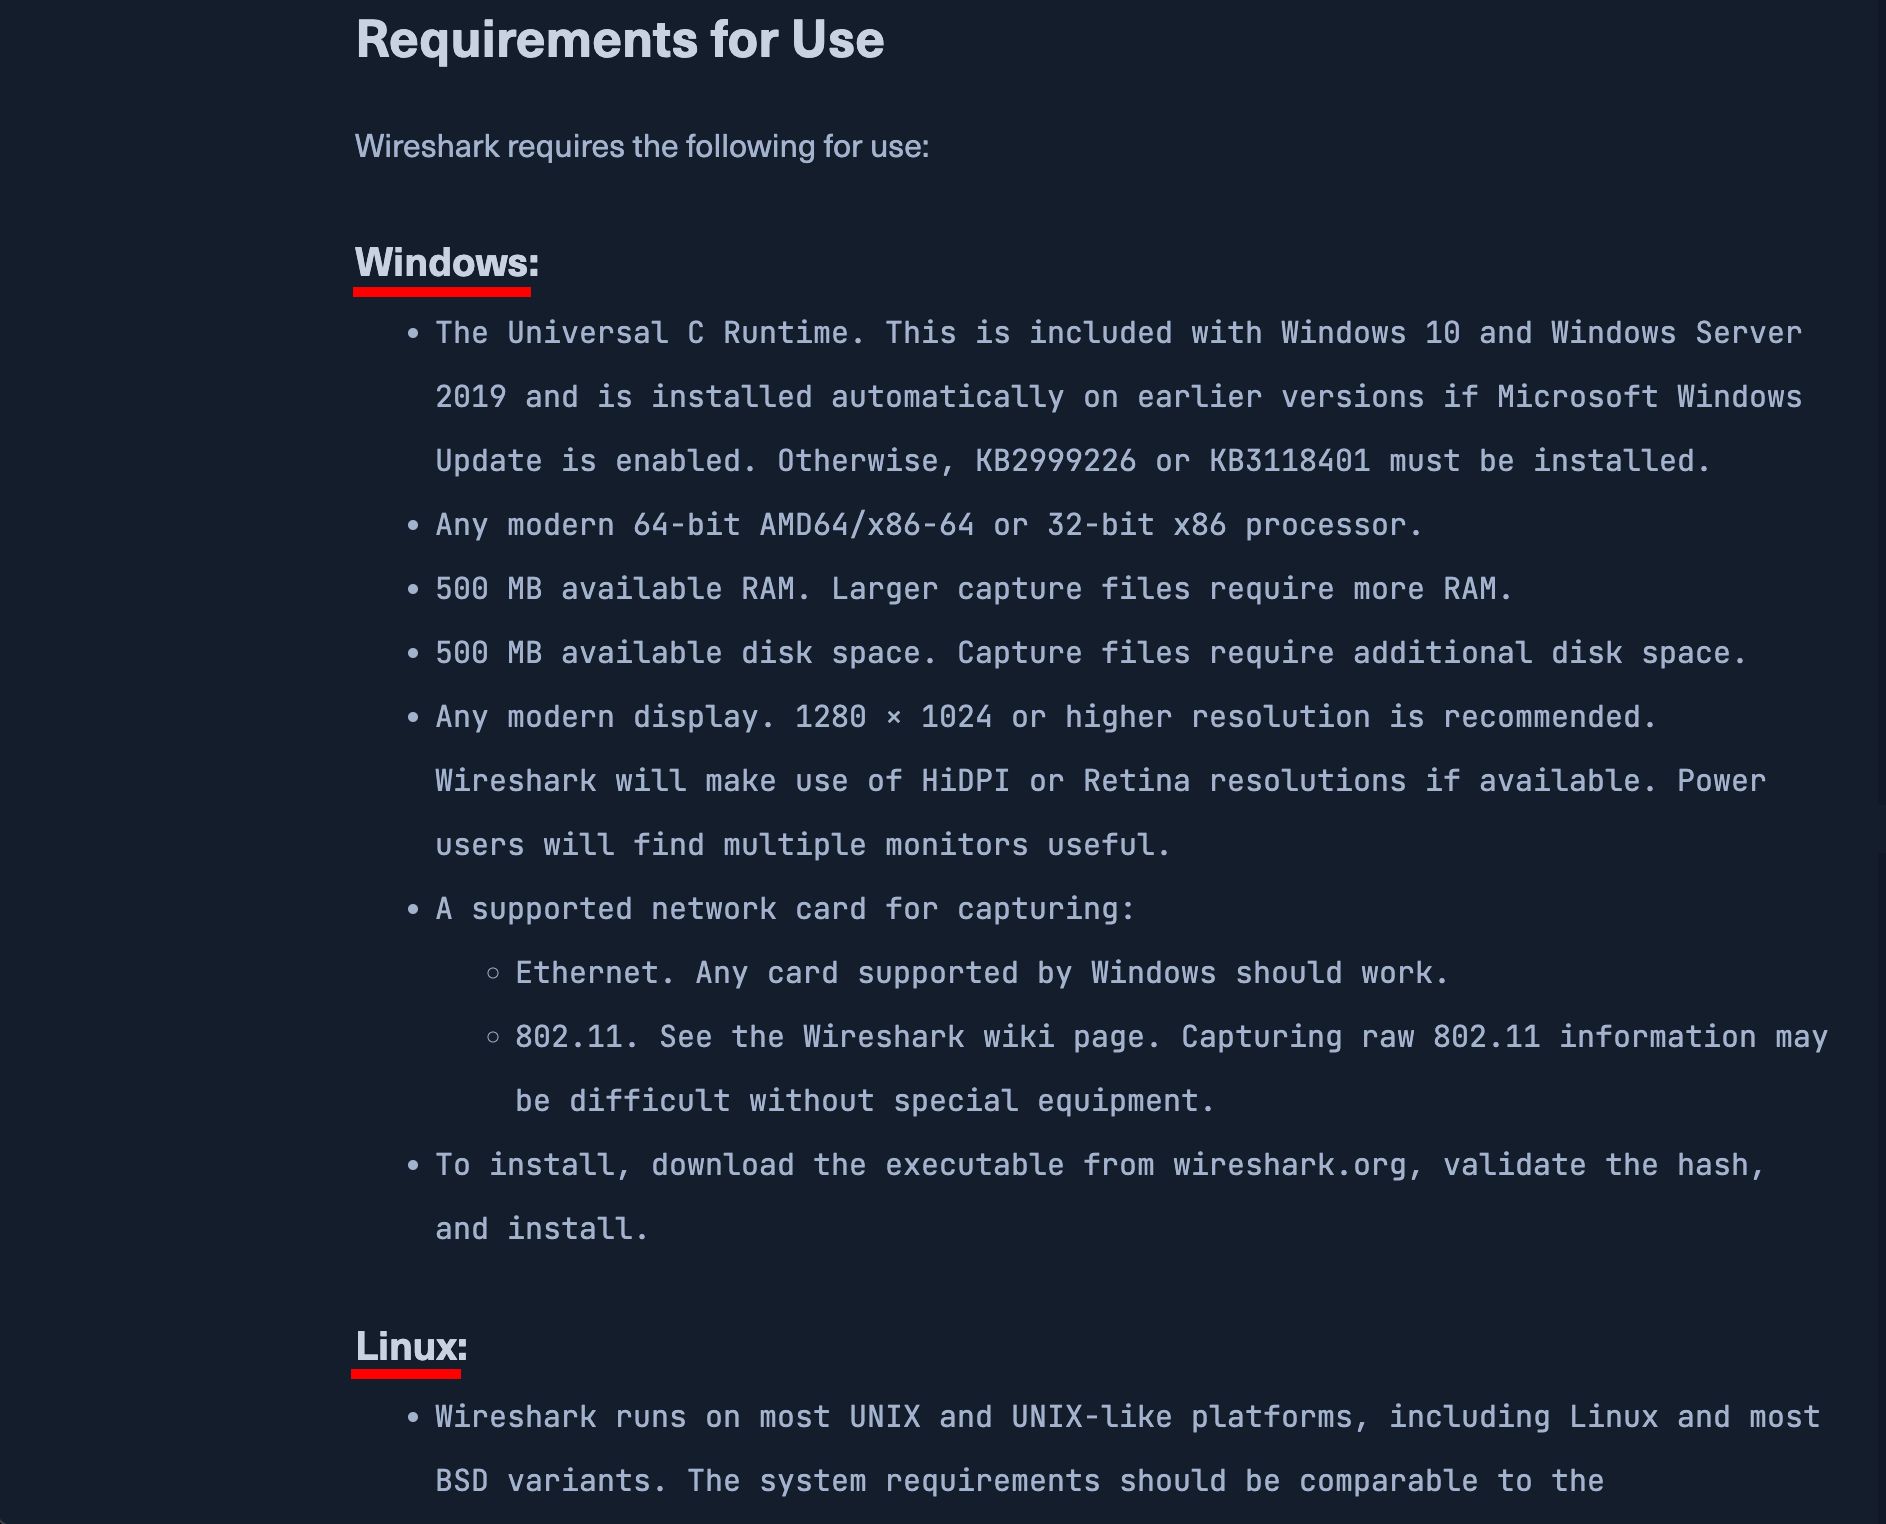 Requirements for Use
Wireshark requires the following for use:
Windows:
• The Universal C Runtime. This is included with Windows 10 and Windows Server
2019 and is installed automatically on earlier versions if Microsoft Windows
Update is enabled. Otherwise, KB2999226 or KB3118401 must be installed.
• Any modern 64-bit AMD64/x86-64 or 32-bit x86 processor.
• 500 MB available RAM. Larger capture files require more RAM.
• 500 MB available disk space. Capture files require additional disk space.
• Any modern display. 1280 × 1024 or higher resolution is recommended.
Wireshark will make use of HiDPI or Retina resolutions if available. Power
users will find multiple monitors useful.
• A supported network card for capturing:
◦ Ethernet. Any card supported by Windows should work.
◦ 802.11. See the Wireshark wiki page. Capturing raw 802.11 information may
be difficult without special equipment.
• To install, download the executable from wireshark.org, validate the hash,
and install.
Linux:
• Wireshark runs on most UNIX and UNIX-like platforms, including Linux and most
BSD variants. The system requirements should be comparable to the